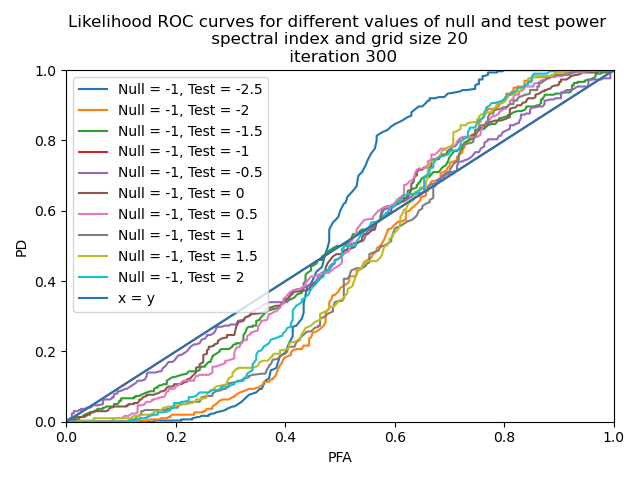 Likelihood ROC curves for different values of null and test power
spectral index and grid size 20
iteration 300
1.0
0.8
0.6
0.4
0.2
0.0
PD
Null = -1, Test = -2.5
Null = -1, Test = -2
Null = -1, Test = -1.5
Null = -1, Test = -1
Null = -1, Test = -0.5
Null = -1, Test = 0
Null = -1, Test = 0.5
Null = -1, Test = 1
Null = -1, Test = 1.5
Null = -1, Test = 2
x = y
0.0 0.2 0.4 0.6 0.8 1.0
PFA